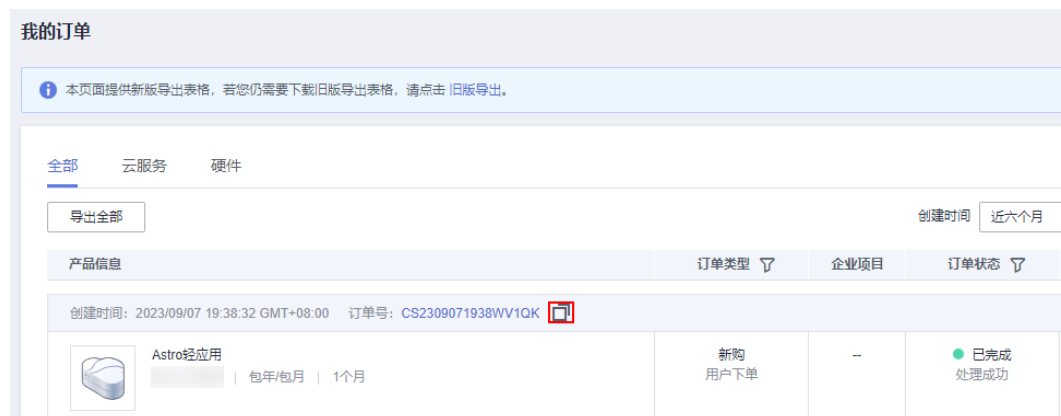 我的订单
本页面提供新版导出表格，若您仍需要下载旧版导出表格，请点击 旧版导出。
全部 云服务 硬件
导出全部 创建时间 近六个月
产品信息 订单类型 企业项目 订单状态
创建时间：2023/09/07 19:38:32 GMT+08:00 订单号：CS2309071938WV1QK
Astro轻应用 新购 -- 已完成
| 包年/包月 | 1个月 用户下单 处理成功